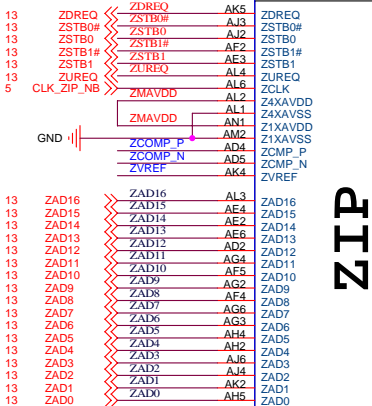 13 ZDREQ ZDREQ AK5 ZDREQ
13 ZSTB0# ZSTB0# AJ3 ZSTB0#
13 ZSTB0 ZSTB0 AJ2 ZSTB0
13 ZSTB1# ZSTB1# AF2 ZSTB1#
13 ZSTB1 ZSTB1 AE3 ZSTB1
13 ZUREQ ZUREQ AL4 ZUREQ
5 CLK_ZIP_NB AL6 ZCLK
ZMAVDD AL2 Z4XAVDD
AL1 Z4XAVSS
ZMAVDD AN1 Z1XAVDD
GND AM2 Z1XAVSS
ZCOMP_P AD4 ZCMP_P
ZCOMP_N AD5 ZCMP_N
ZVREF AK4 ZVREF
13 ZAD16 ZAD16 AL3 ZAD16
13 ZAD15 ZAD15 AE4 ZAD15
13 ZAD14 ZAD14 AE2 ZAD14
13 ZAD13 ZAD13 AE6 ZAD13
13 ZAD12 ZAD12 AD2 ZAD12
13 ZAD11 ZAD11 AG4 ZAD11
13 ZAD10 ZAD10 AF5 ZAD10
13 ZAD9 ZAD9 AG2 ZAD9
13 ZAD8 ZAD8 AF4 ZAD8
13 ZAD7 ZAD7 AG6 ZAD7
13 ZAD6 ZAD6 AG3 ZAD6
13 ZAD5 ZAD5 AH4 ZAD5
13 ZAD4 ZAD4 AH2 ZAD4
13 ZAD3 ZAD3 AJ6 ZAD3
13 ZAD2 ZAD2 AJ4 ZAD2
13 ZAD1 ZAD1 AK2 ZAD1
13 ZAD0 ZAD0 AH5 ZAD0
ZIP